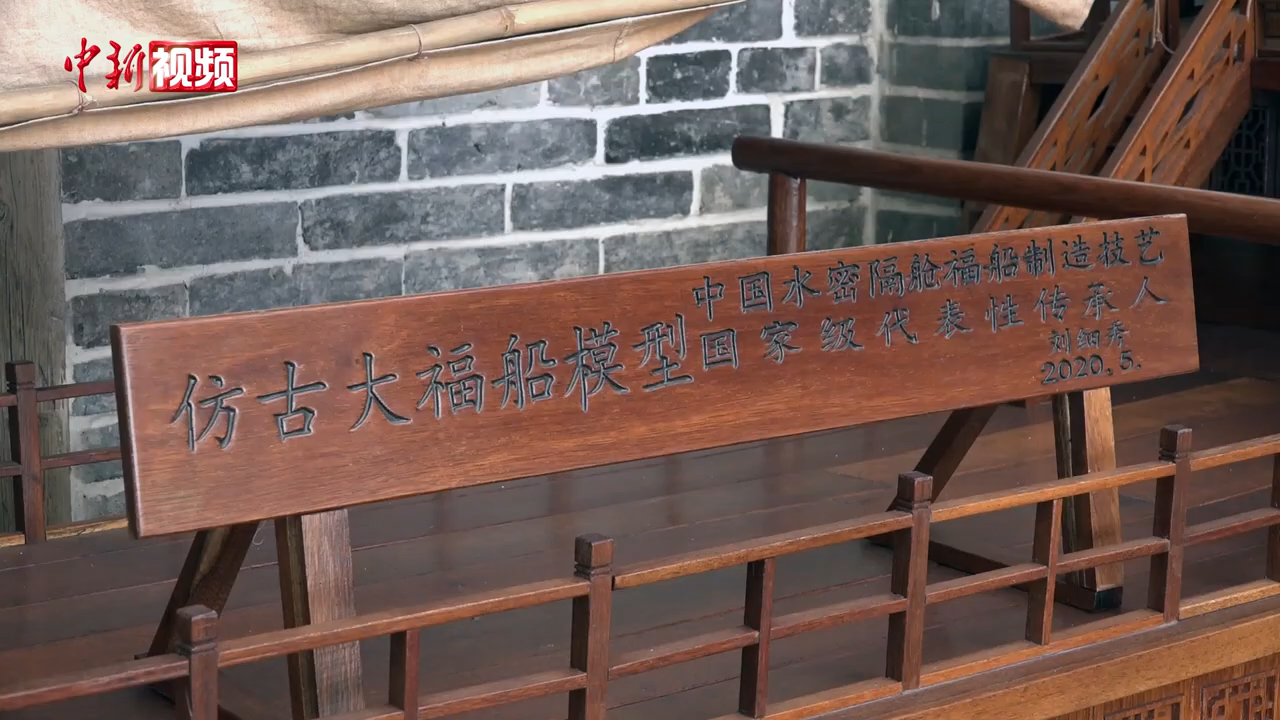 中新视频
仿古大福船模型
中国水密隔舱福船制造技艺
国家级代表性传承人
刘细秀
2020.5.